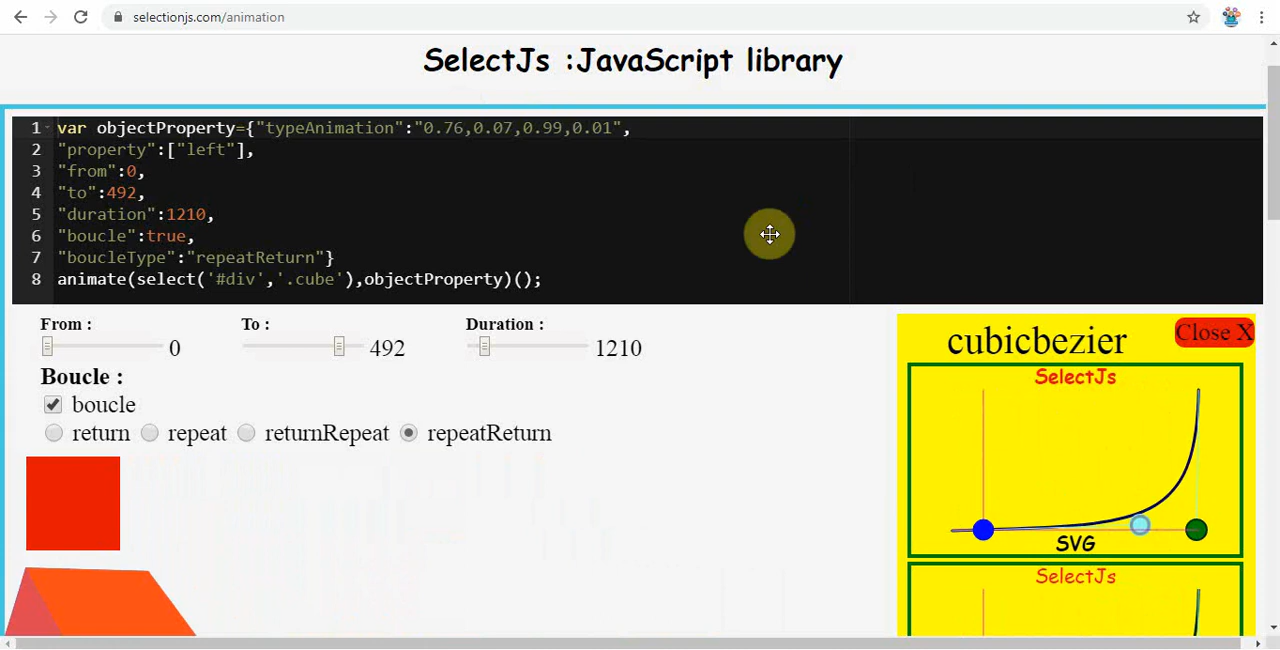 selectionjs.com/animation
SelectJs :JavaScript library
1 var objectProperty={"typeAnimation":"0.76,0.07,0.99,0.01",
2 "property":["left"],
3 "from":0,
4 "to":492,
5 "duration":1210,
6 "boucle":true,
7 "boucleType":"repeatReturn"}
8 animate(select('#div','.cube'),objectProperty)();
From : To : Duration :
0 492 1210
Boucle :
boucle
return repeat returnRepeat repeatReturn
cubicbezier Close X
SelectJs
SVG
SelectJs